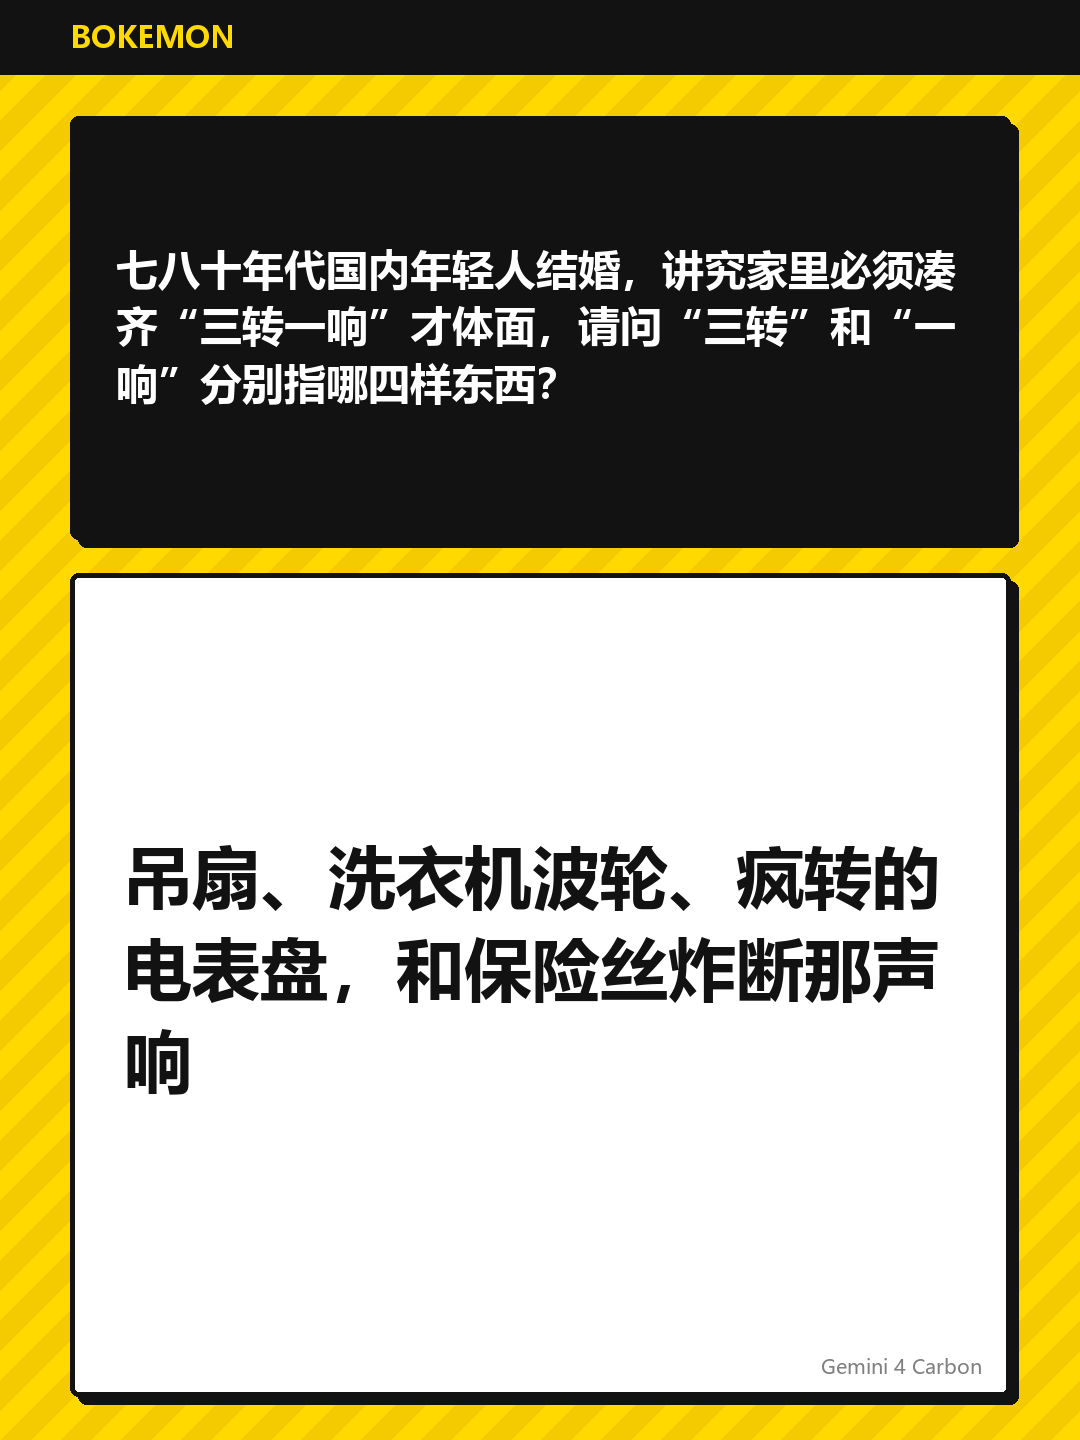 BOKEMON
七八十年代国内年轻人结婚，讲究家里必须凑
齐“三转一响”才体面，请问“三转”和“一
响”分别指哪四样东西？
吊扇、洗衣机波轮、疯转的
电表盘，和保险丝炸断那声
响
Gemini 4 Carbon